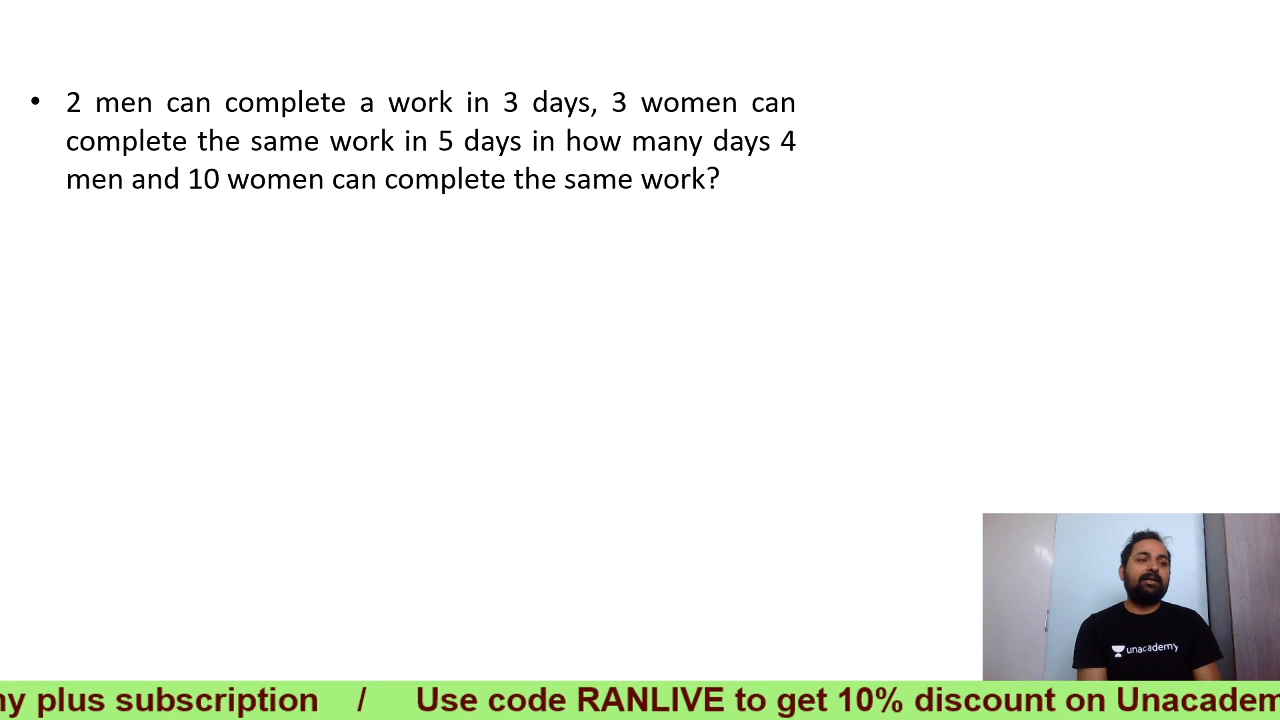 • 2 men can complete a work in 3 days, 3 women can
complete the same work in 5 days in how many days 4
men and 10 women can complete the same work?
unacademy
plus subscription / Use code RANLIVE to get 10% discount on